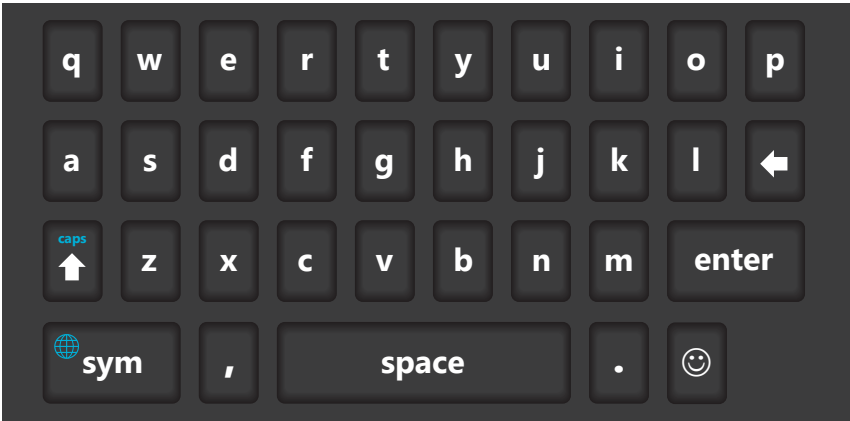 q w e r t y u i o p
a s d f g h j k l
caps
z x c v b n m enter
sym , space .